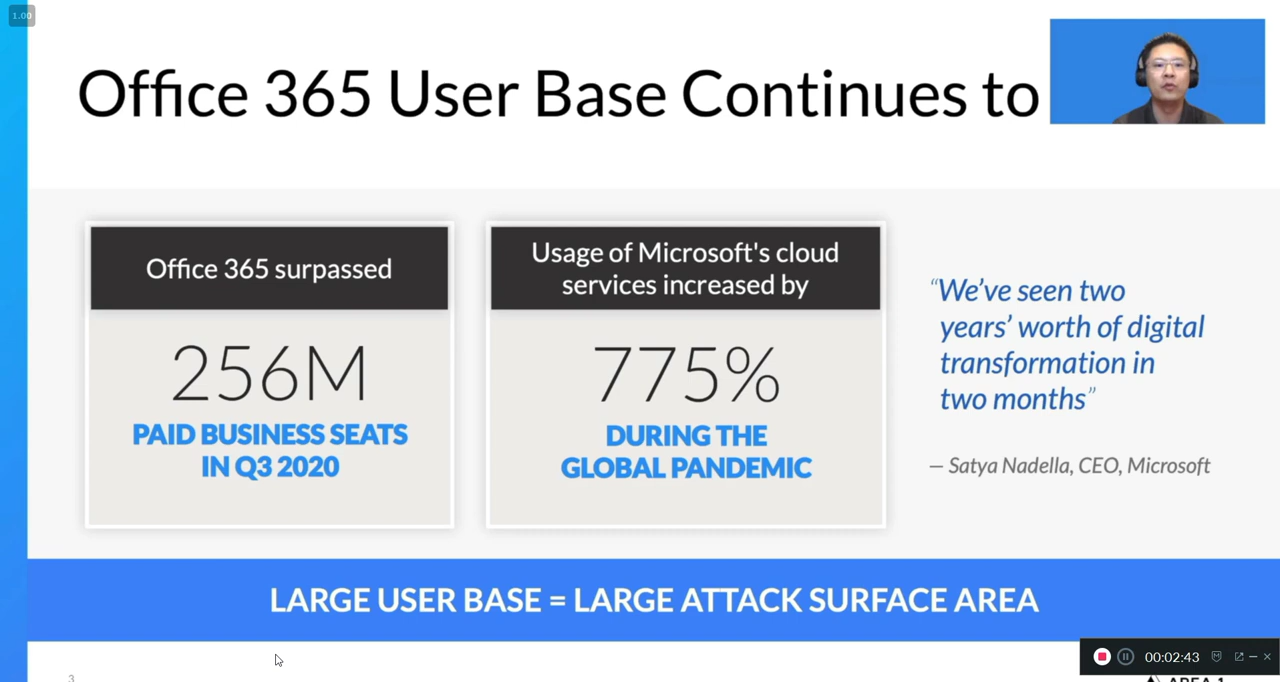 1.00
Office 365 User Base Continues to
Office 365 surpassed
256M
PAID BUSINESS SEATS
IN Q3 2020
Usage of Microsoft's cloud
services increased by
775%
DURING THE
GLOBAL PANDEMIC
“We’ve seen two
years’ worth of digital
transformation in
two months”
— Satya Nadella, CEO, Microsoft
LARGE USER BASE = LARGE ATTACK SURFACE AREA
00:02:43
3
AREA 1